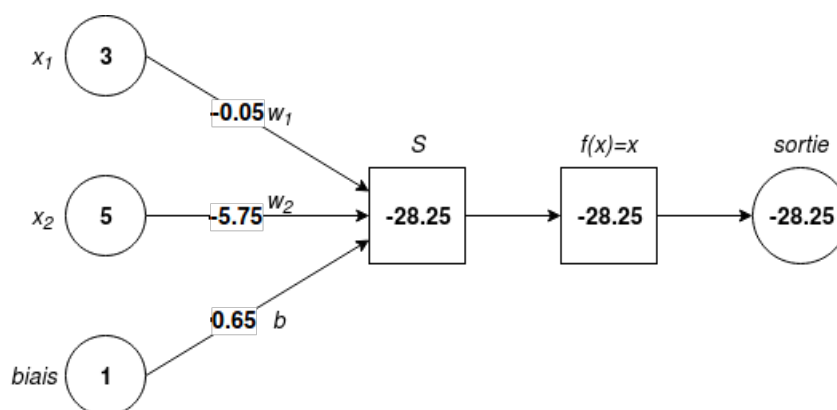 x1 3
-0.05 w1
S f(x)=x sortie
x2 5 -5.75 w2 -28.25 -28.25 -28.25
0.65 b
biais 1